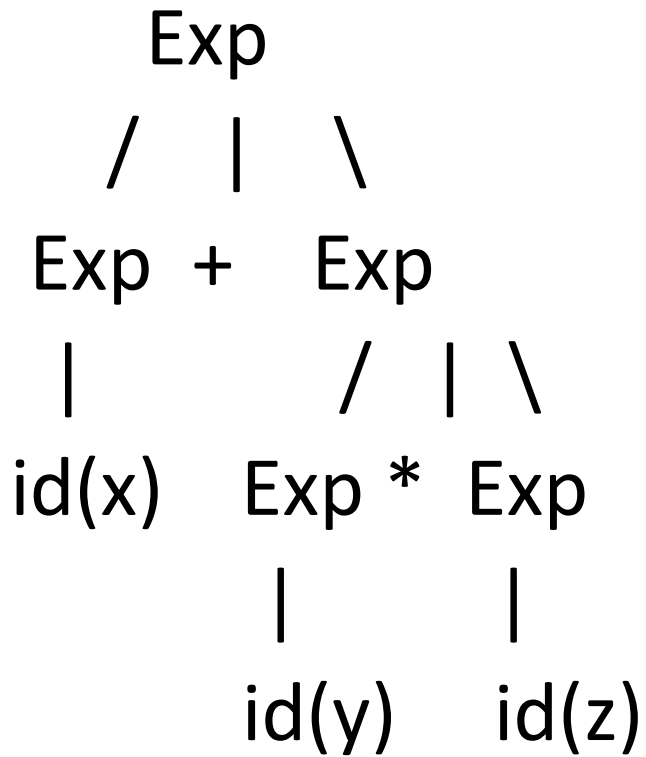 Exp
/ | \
Exp + Exp
| / | \
id(x) Exp * Exp
| |
id(y) id(z)